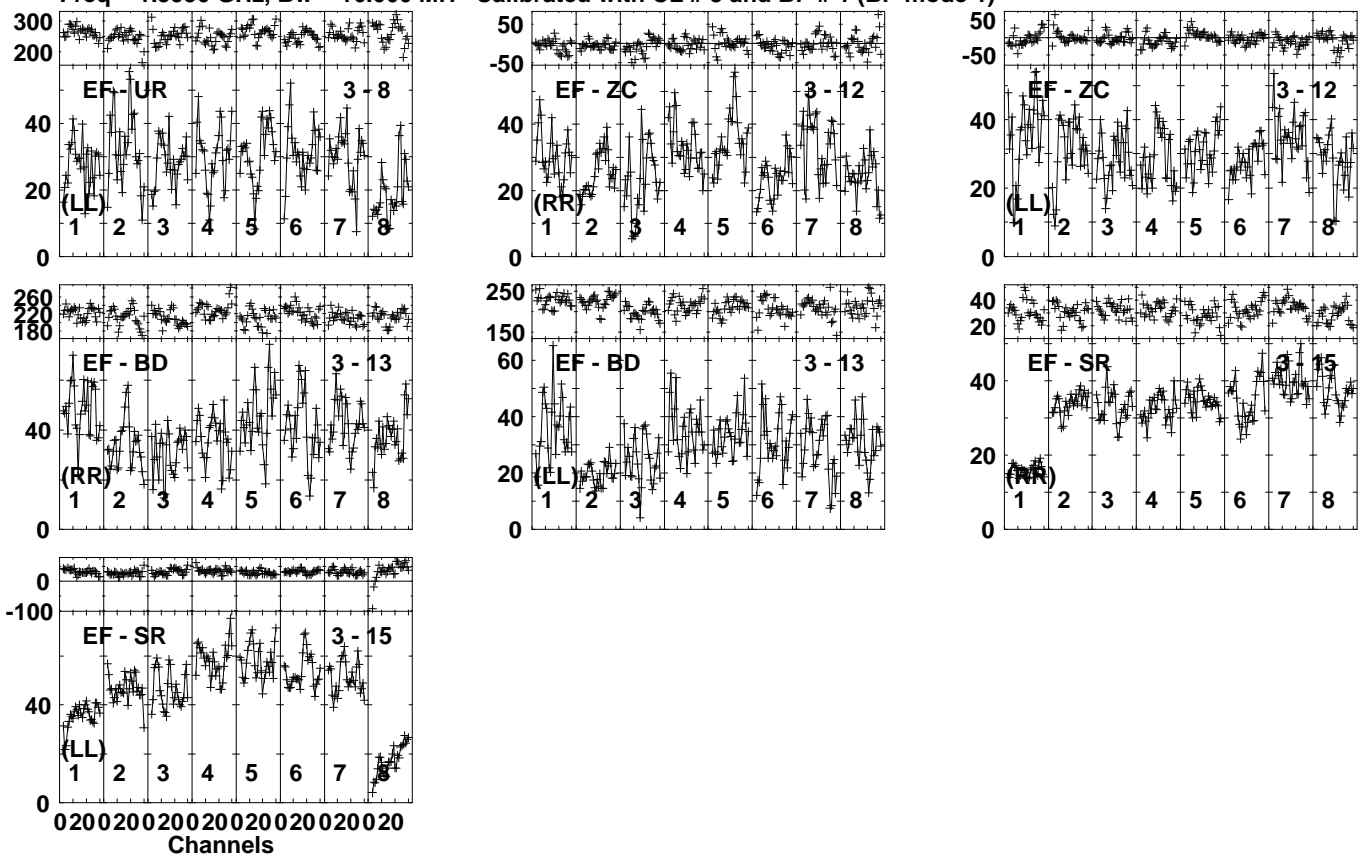 300
200
EF - UR 3 - 8
40
20
(LL)
1 2 3 4 5 6 7 8
0
50
-50
EF - ZC 3 - 12
40
20
(RR)
1 2 3 4 5 6 7 8
0
50
-50
EF - ZC 3 - 12
40
20
(LL)
1 2 3 4 5 6 7 8
0
260
220
180
EF - BD 3 - 13
40
(RR)
1 2 3 4 5 6 7 8
0
250
150
60
EF - BD 3 - 13
40
20
(LL)
1 2 3 4 5 6 7 8
0
40
20
EF - SR 3 - 15
40
20
(RR)
1 2 3 4 5 6 7 8
0
0
-100
EF - SR 3 - 15
40
(LL)
1 2 3 4 5 6 7 8
0
0 20 0 20 0 20 0 20 0 20 0 20 0 20 0 20
Channels